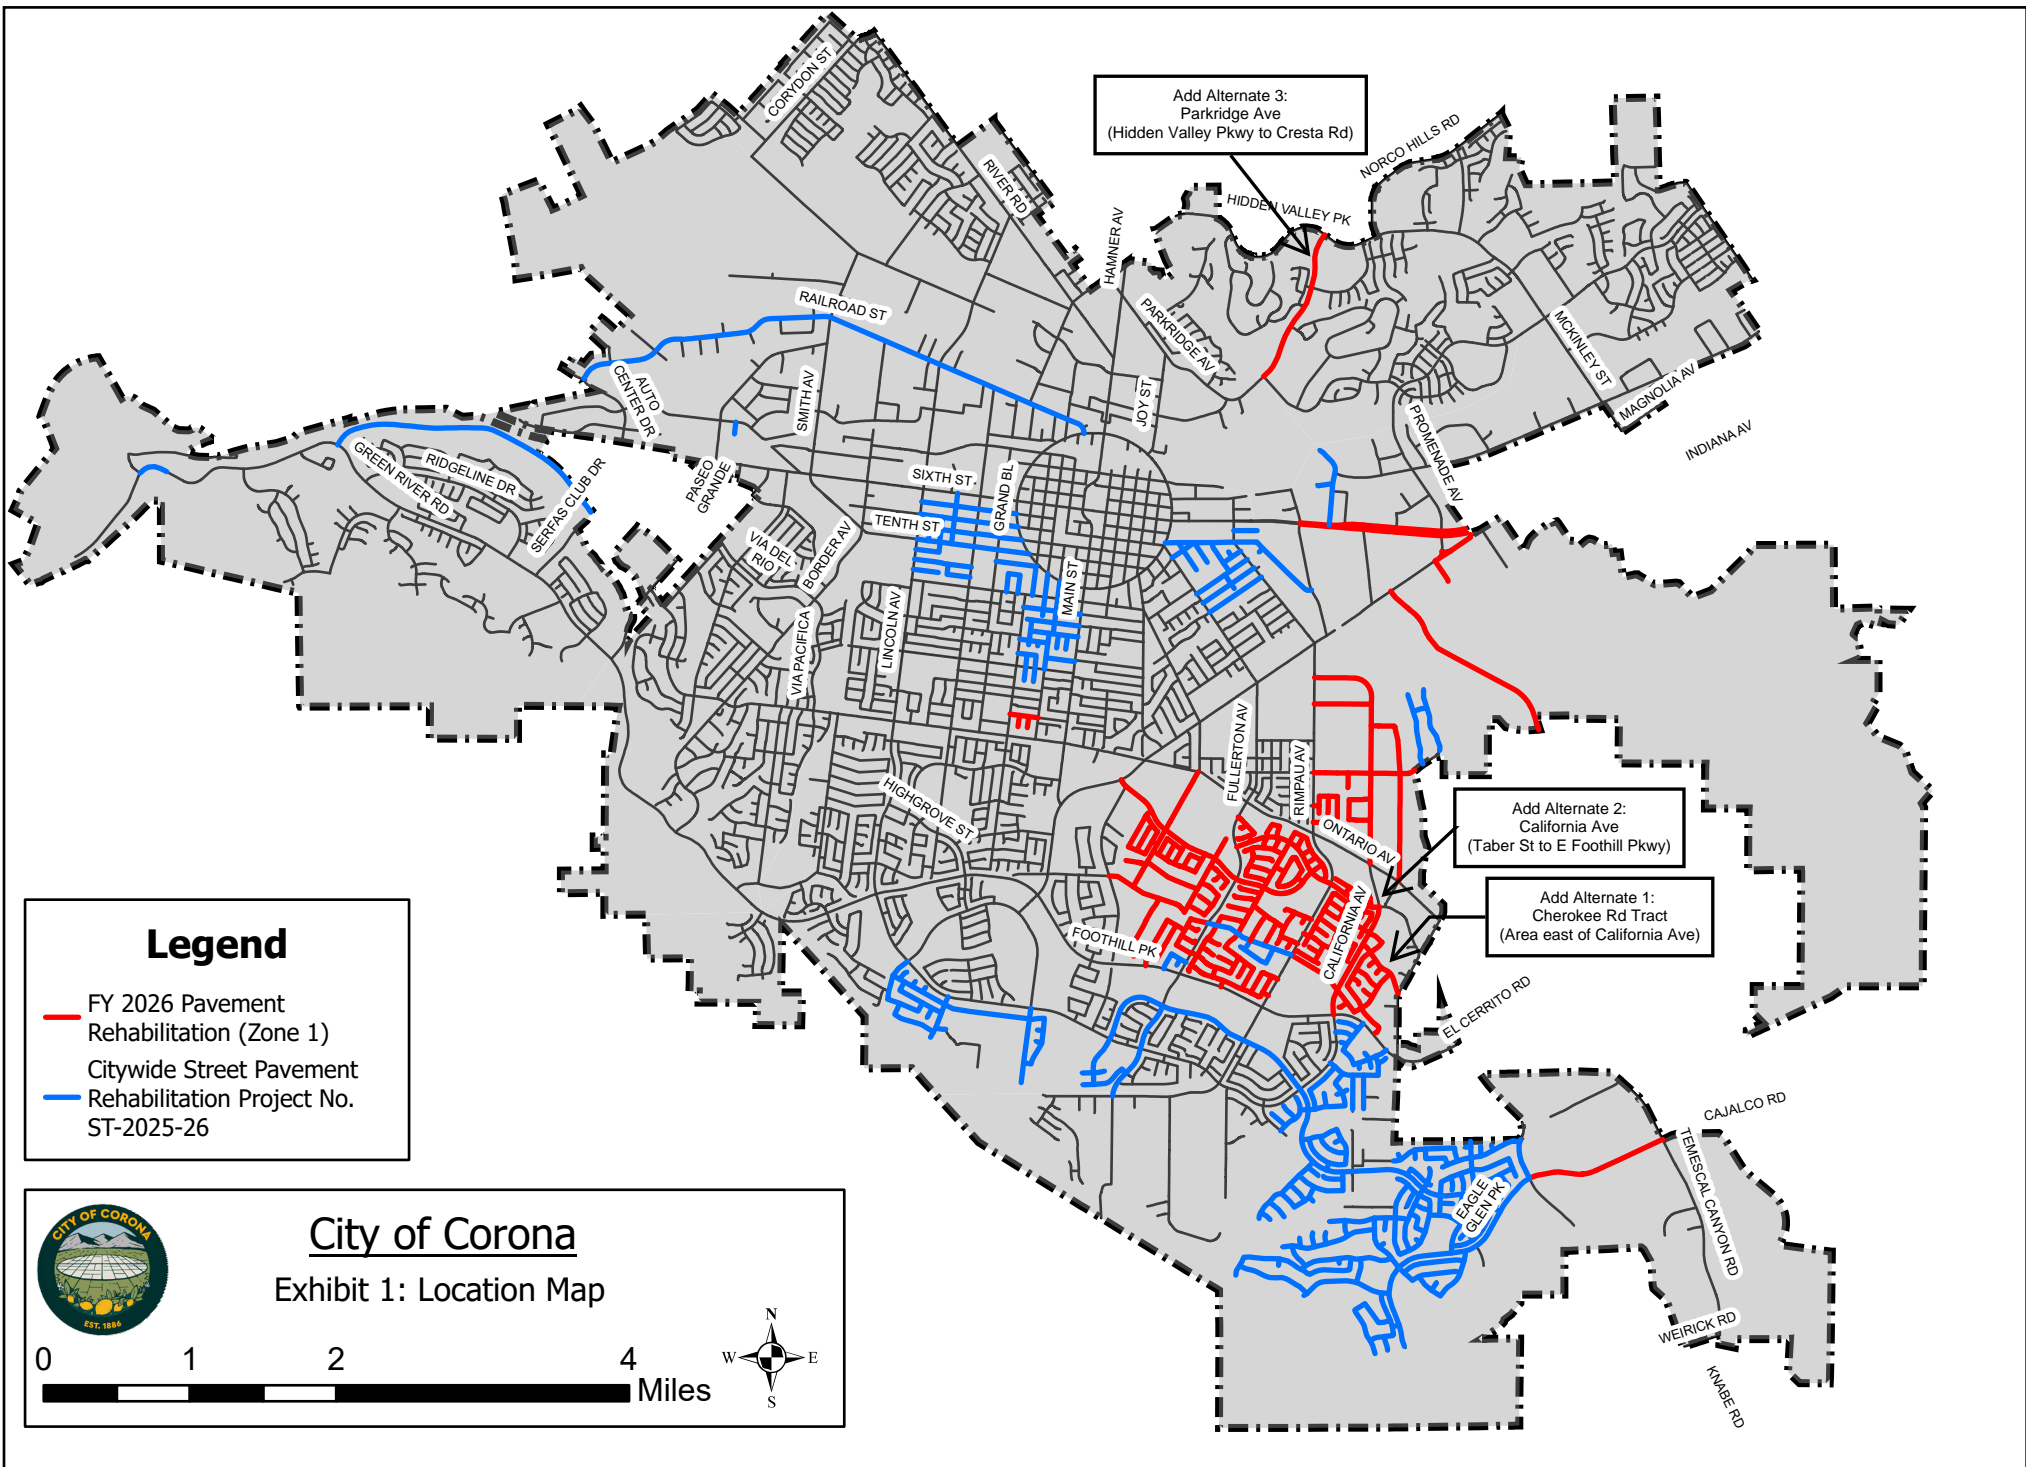 CORYDON ST
RIVER RD
Add Alternate 3:
Parkridge Ave
(Hidden Valley Pkwy to Cresta Rd)
NORCO HILLS RD
HIDDEN VALLEY PK
HAMNER AV
RAILROAD ST
PARKRIDGE AV
MCKINLEY ST
MAGNOLIA AV
INDIANA AV
AUTO
CENTER DR
SMITH AV
JOY ST
PROMENADE AV
GREEN RIVER RD
RIDGELINE DR
SERFAS CLUB DR
PASEO
GRANDE
SIXTH ST
GRAND BL
TENTH ST
VIA DEL
RIO
BORDER AV
MAIN ST
LINCOLN AV
VIA PACIFICA
FULLERTON AV
RIMPAU AV
HIGHGROVE ST
ONTARIO AV
Add Alternate 2:
California Ave
(Taber St to E Foothill Pkwy)
Add Alternate 1:
Cherokee Rd Tract
(Area east of California Ave)
CALIFORNIA AV
FOOTHILL PK
EL CERRITO RD
CAJALCO RD
TEMESCAL CANYON RD
EAGLE
GLEN PK
WEIRICK RD
KNABE RD
Legend
FY 2026 Pavement
Rehabilitation (Zone 1)
Citywide Street Pavement
Rehabilitation Project No.
ST-2025-26
CITY OF CORONA
EST. 1886
City of Corona
Exhibit 1: Location Map
N
W E
S
0 1 2 4
Miles